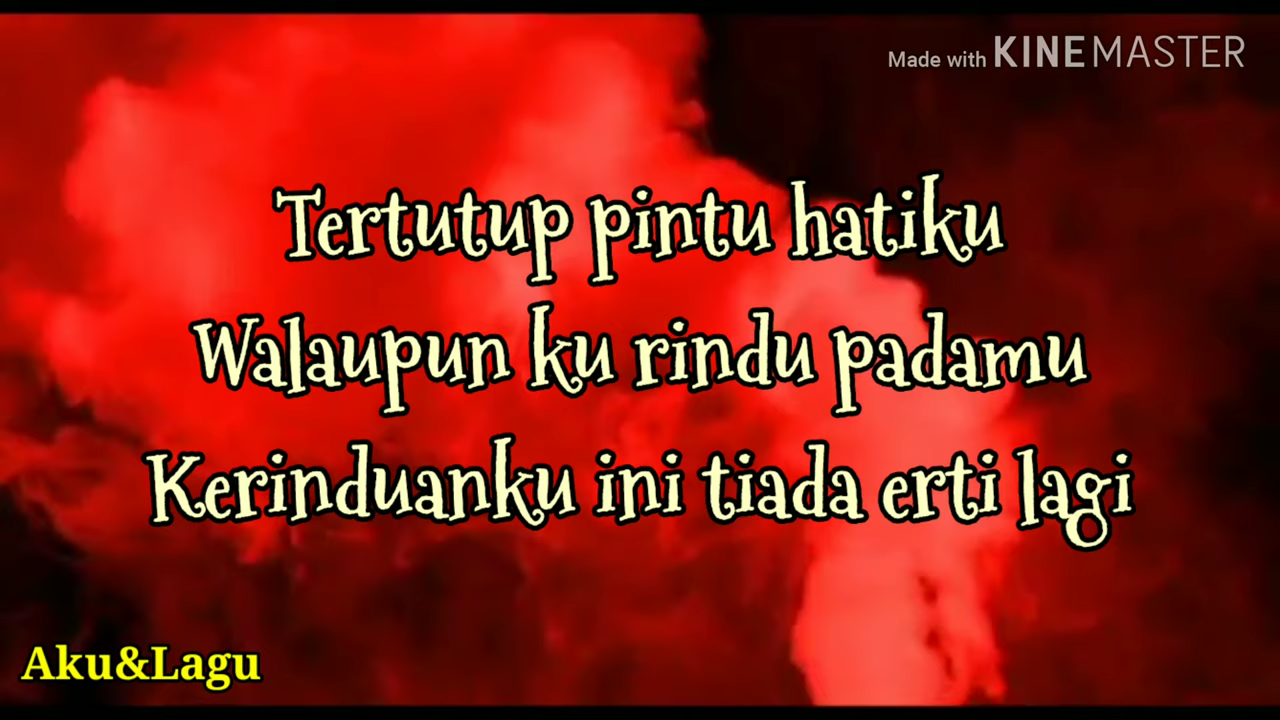 Made with KINEMASTER
Tertutup pintu hatiku
Walaupun ku rindu padamu
Kerinduanku ini tiada erti lagi
Aku&Lagu